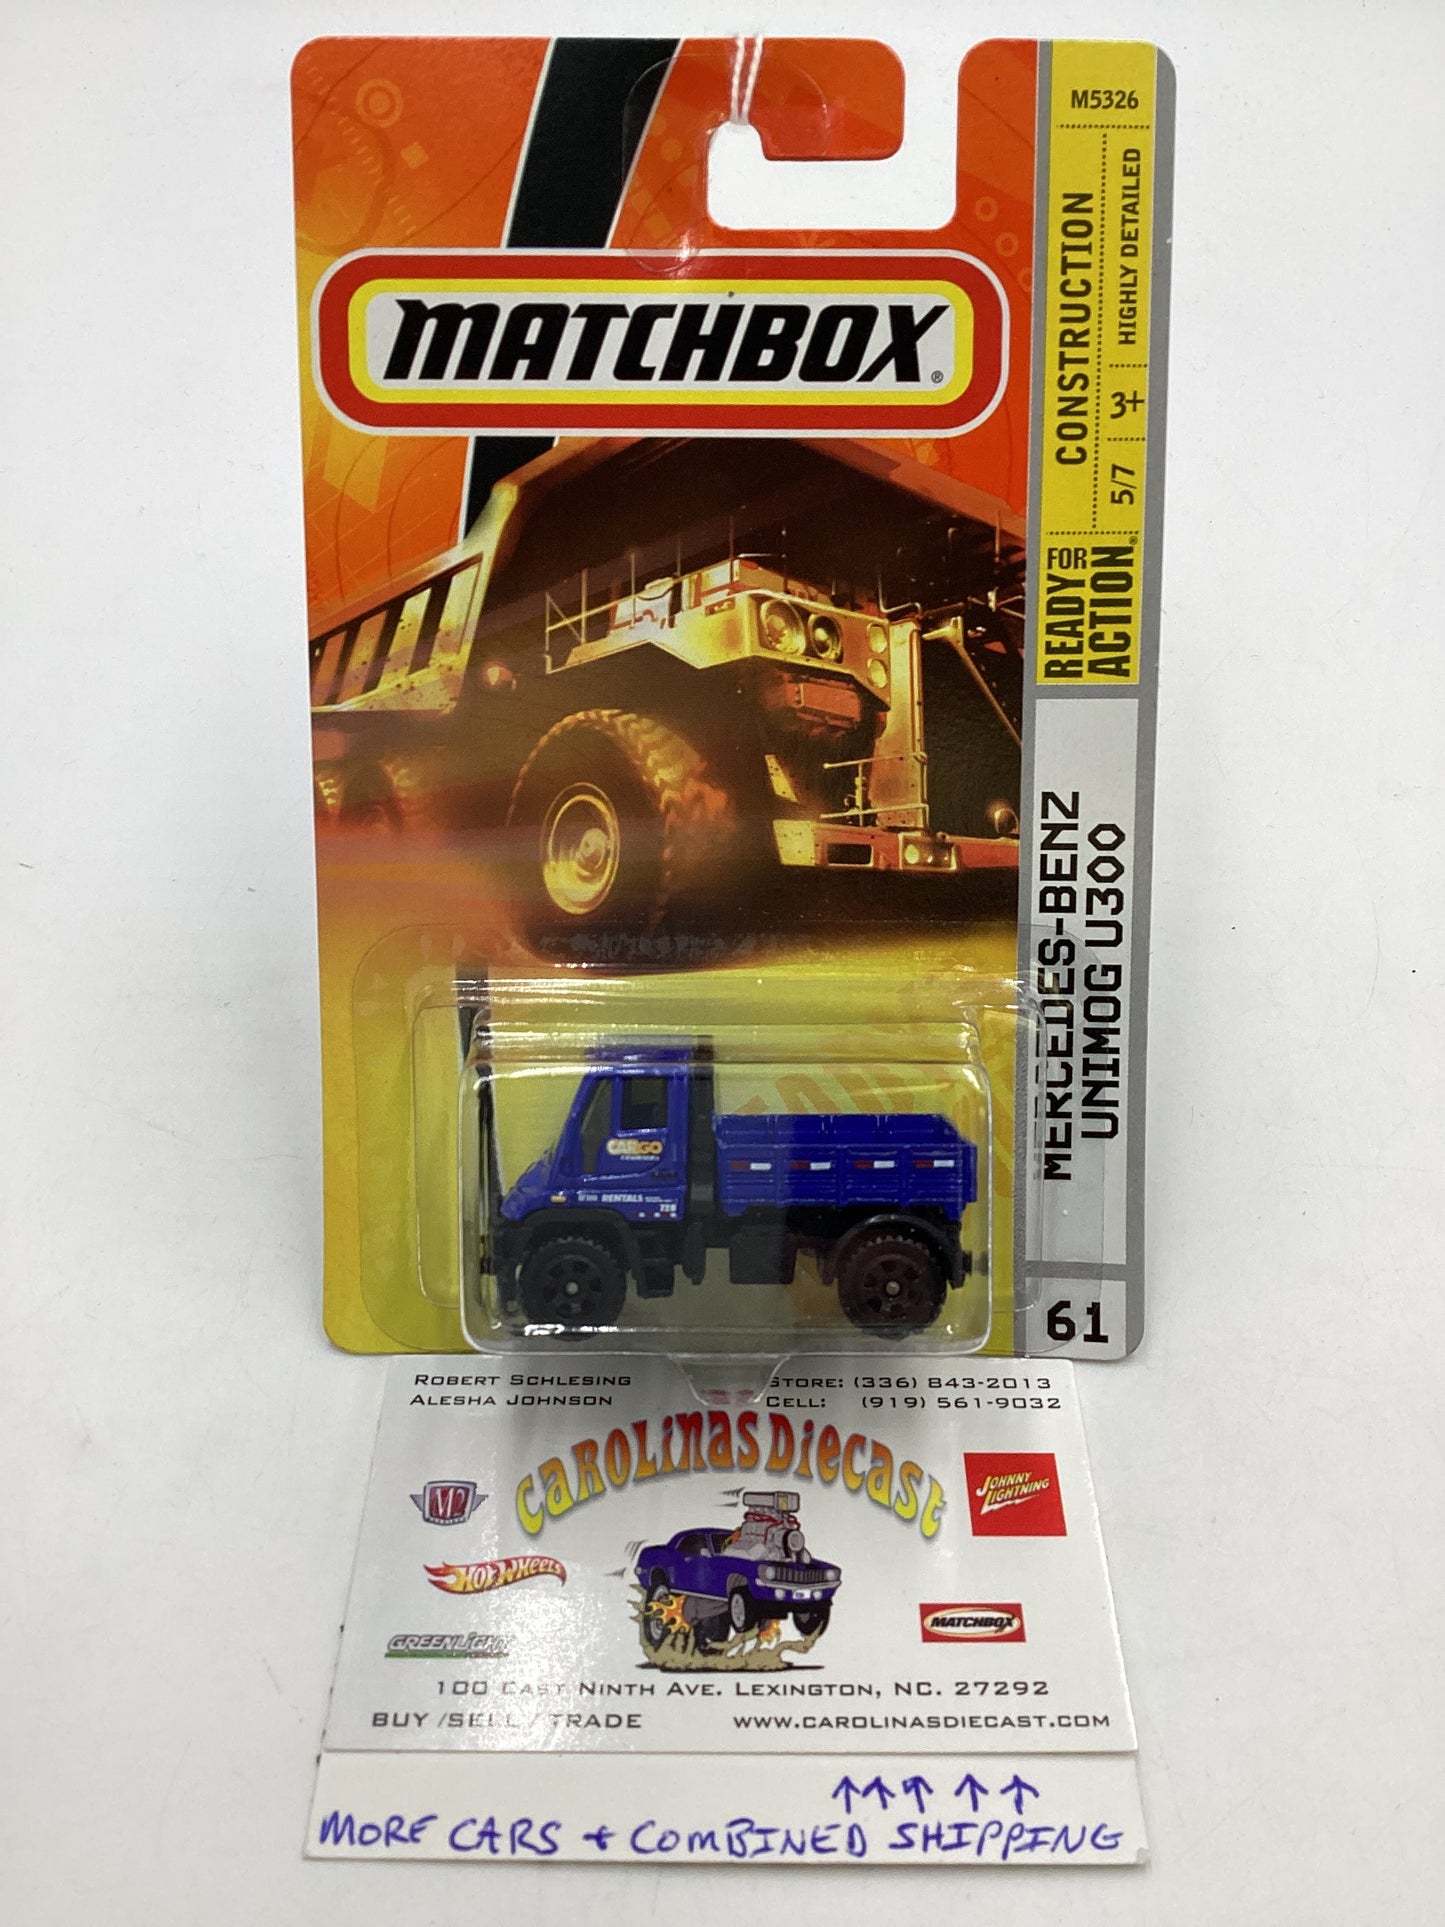 M5326
CONSTRUCTION
HIGHLY DETAILED
3+
5/7
READY FOR ACTION®
MATCHBOX®
MERCEDES-BENZ
UNIMOG U300
61
CARGO
RENTALS
720
ROBERT SCHLESING
ALESHA JOHNSON
STORE: (336) 843-2013
CELL: (919) 561-9032
CAROLINAS DIECAST
M2
JOHNNY LIGHTNING
HOT WHEELS
GREENLIGHT
MATCHBOX
100 EAST NINTH AVE. LEXINGTON, NC. 27292
BUY /SELL / TRADE
WWW.CAROLINASDIECAST.COM
MORE CARS + COMBINED SHIPPING